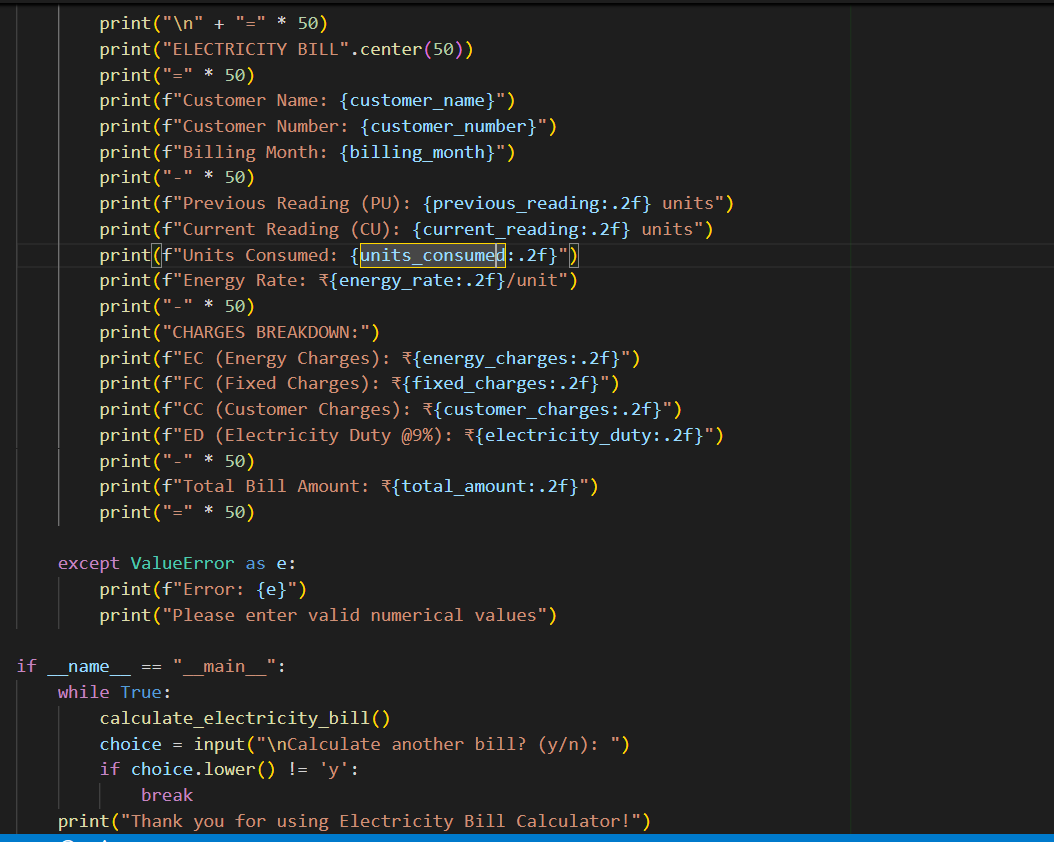 print("\n" + "=" * 50)
print("ELECTRICITY BILL".center(50))
print("=" * 50)
print(f"Customer Name: {customer_name}")
print(f"Customer Number: {customer_number}")
print(f"Billing Month: {billing_month}")
print("-" * 50)
print(f"Previous Reading (PU): {previous_reading:.2f} units")
print(f"Current Reading (CU): {current_reading:.2f} units")
print(f"Units Consumed: {units_consumed:.2f}")
print(f"Energy Rate: ₹{energy_rate:.2f}/unit")
print("-" * 50)
print("CHARGES BREAKDOWN:")
print(f"EC (Energy Charges): ₹{energy_charges:.2f}")
print(f"FC (Fixed Charges): ₹{fixed_charges:.2f}")
print(f"CC (Customer Charges): ₹{customer_charges:.2f}")
print(f"ED (Electricity Duty @9%): ₹{electricity_duty:.2f}")
print("-" * 50)
print(f"Total Bill Amount: ₹{total_amount:.2f}")
print("=" * 50)
except ValueError as e:
print(f"Error: {e}")
print("Please enter valid numerical values")
if __name__ == "__main__":
while True:
calculate_electricity_bill()
choice = input("\nCalculate another bill? (y/n): ")
if choice.lower() != 'y':
break
print("Thank you for using Electricity Bill Calculator!")